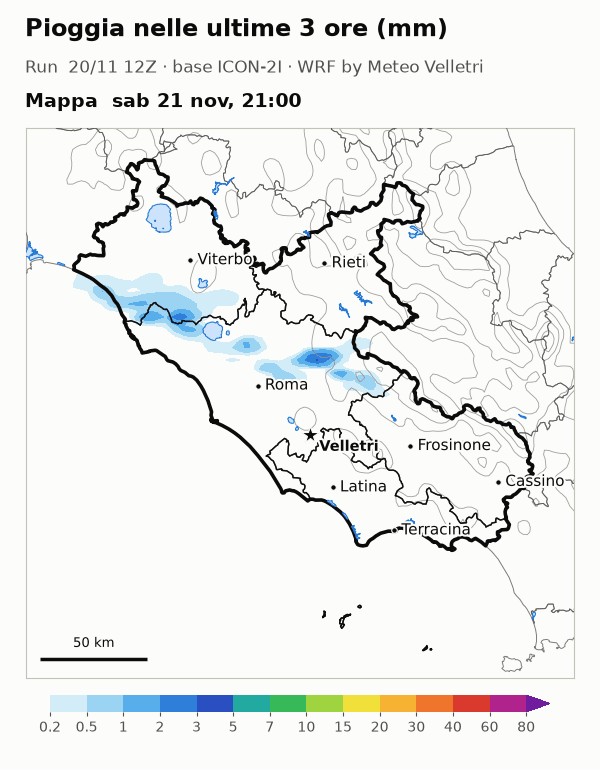 Pioggia nelle ultime 3 ore (mm)
Run  20/11 12Z · base ICON-2I · WRF by Meteo Velletri
Mappa  sab 21 nov, 21:00
Viterbo
Rieti
Roma
Velletri
Frosinone
Latina
Cassino
Terracina
50 km
0.2 0.5 1 2 3 5 7 10 15 20 30 40 60 80